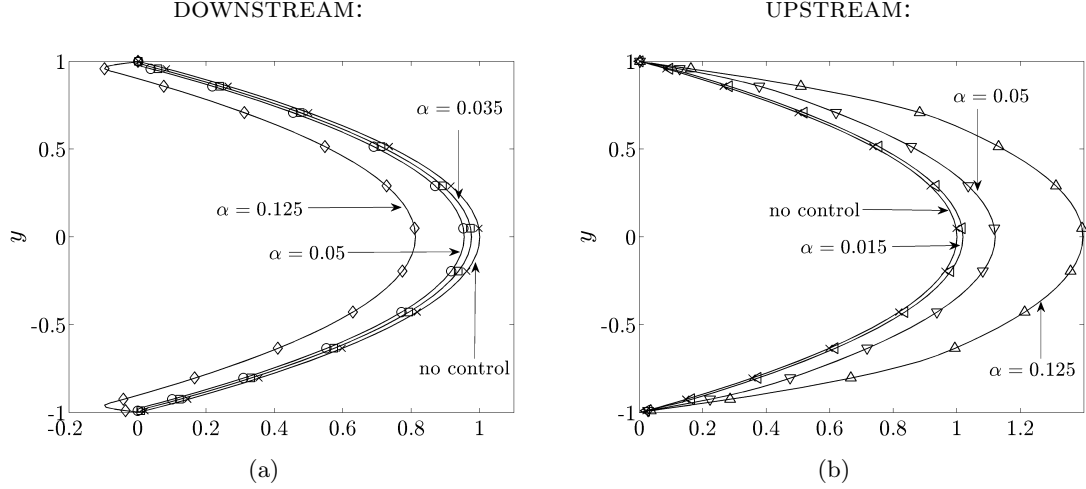 DOWNSTREAM:
UPSTREAM:
1
0.5
0
-0.5
-1
y
α = 0.035
α = 0.125
α = 0.05
no control
-0.2 0 0.2 0.4 0.6 0.8 1
(a)
1
0.5
0
-0.5
-1
y
α = 0.05
no control
α = 0.015
α = 0.125
0 0.2 0.4 0.6 0.8 1 1.2
(b)